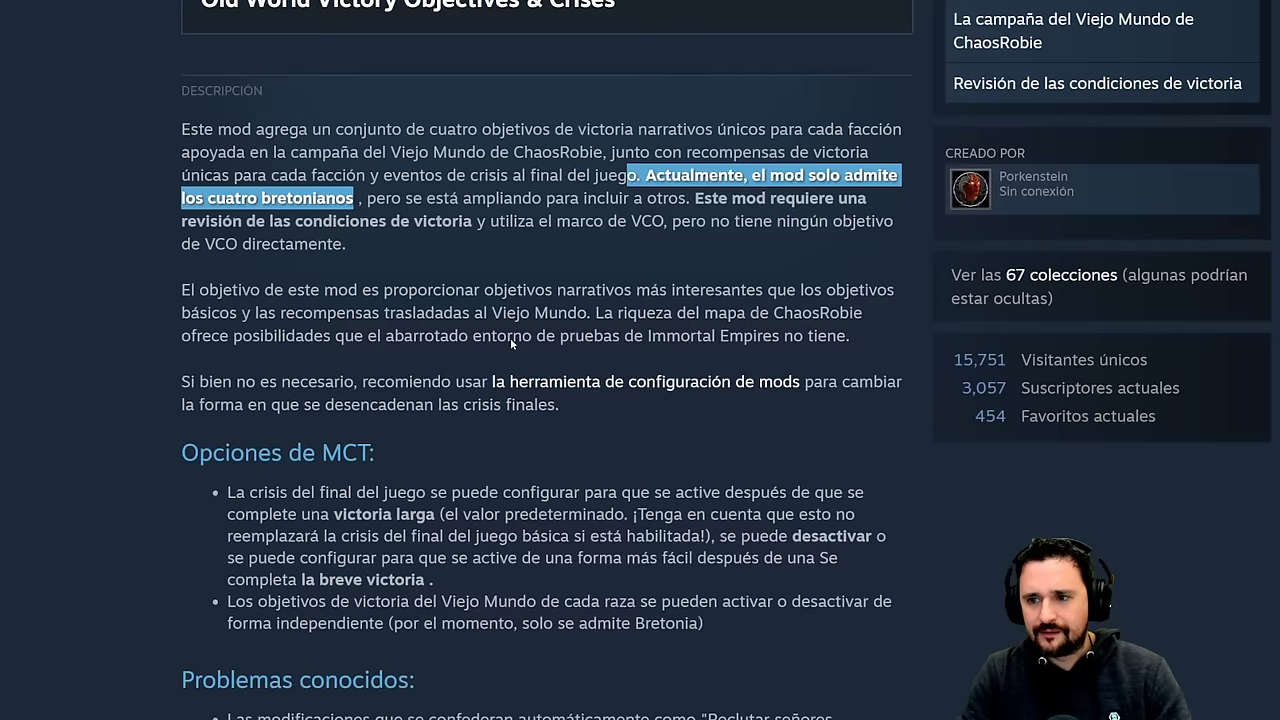 Old World Victory Objectives & Crises
DESCRIPCIÓN
Este mod agrega un conjunto de cuatro objetivos de victoria narrativos únicos para cada facción
apoyada en la campaña del Viejo Mundo de ChaosRobie, junto con recompensas de victoria
únicas para cada facción y eventos de crisis al final del juego. Actualmente, el mod solo admite
los cuatro bretonianos , pero se está ampliando para incluir a otros. Este mod requiere una
revisión de las condiciones de victoria y utiliza el marco de VCO, pero no tiene ningún objetivo
de VCO directamente.
El objetivo de este mod es proporcionar objetivos narrativos más interesantes que los objetivos
básicos y las recompensas trasladadas al Viejo Mundo. La riqueza del mapa de ChaosRobie
ofrece posibilidades que el abarrotado entorno de pruebas de Immortal Empires no tiene.
Si bien no es necesario, recomiendo usar la herramienta de configuración de mods para cambiar
la forma en que se desencadenan las crisis finales.
Opciones de MCT:
• La crisis del final del juego se puede configurar para que se active después de que se
complete una victoria larga (el valor predeterminado. ¡Tenga en cuenta que esto no
reemplazará la crisis del final del juego básica si está habilitada!), se puede desactivar o
se puede configurar para que se active de una forma más fácil después de una Se
completa la breve victoria .
• Los objetivos de victoria del Viejo Mundo de cada raza se pueden activar o desactivar de
forma independiente (por el momento, solo se admite Bretonia)
Problemas conocidos:
• Las modificaciones que se confederan automáticamente como "Reclutar señores
La campaña del Viejo Mundo de
ChaosRobie
Revisión de las condiciones de victoria
CREADO POR
Porkenstein
Sin conexión
Ver las 67 colecciones (algunas podrían
estar ocultas)
15,751 Visitantes únicos
3,057 Suscriptores actuales
454 Favoritos actuales